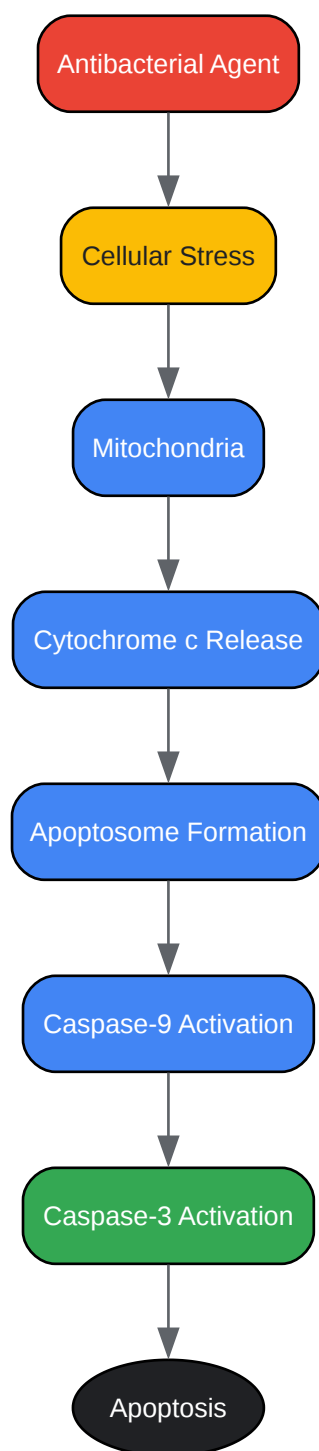 Antibacterial Agent
Cellular Stress
Mitochondria
Cytochrome c Release
Apoptosome Formation
Caspase-9 Activation
Caspase-3 Activation
Apoptosis